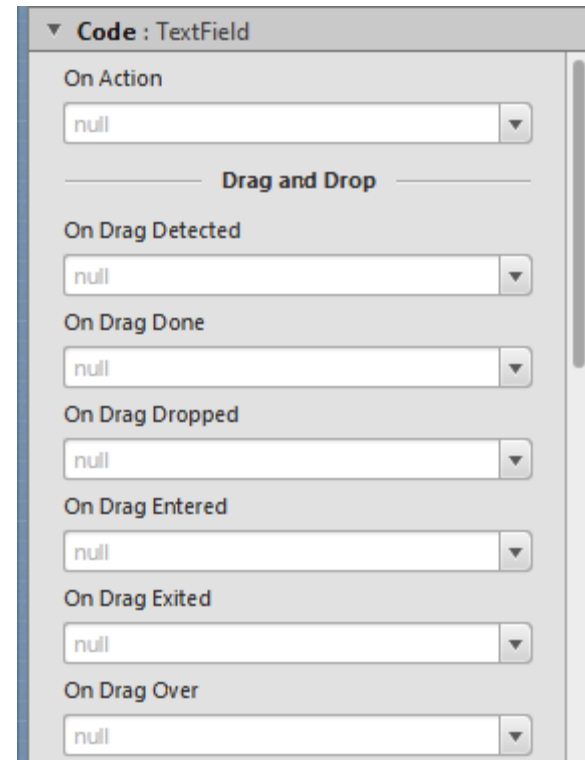 Code : TextField
On Action
null
Drag and Drop
On Drag Detected
null
On Drag Done
null
On Drag Dropped
null
On Drag Entered
null
On Drag Exited
null
On Drag Over
null